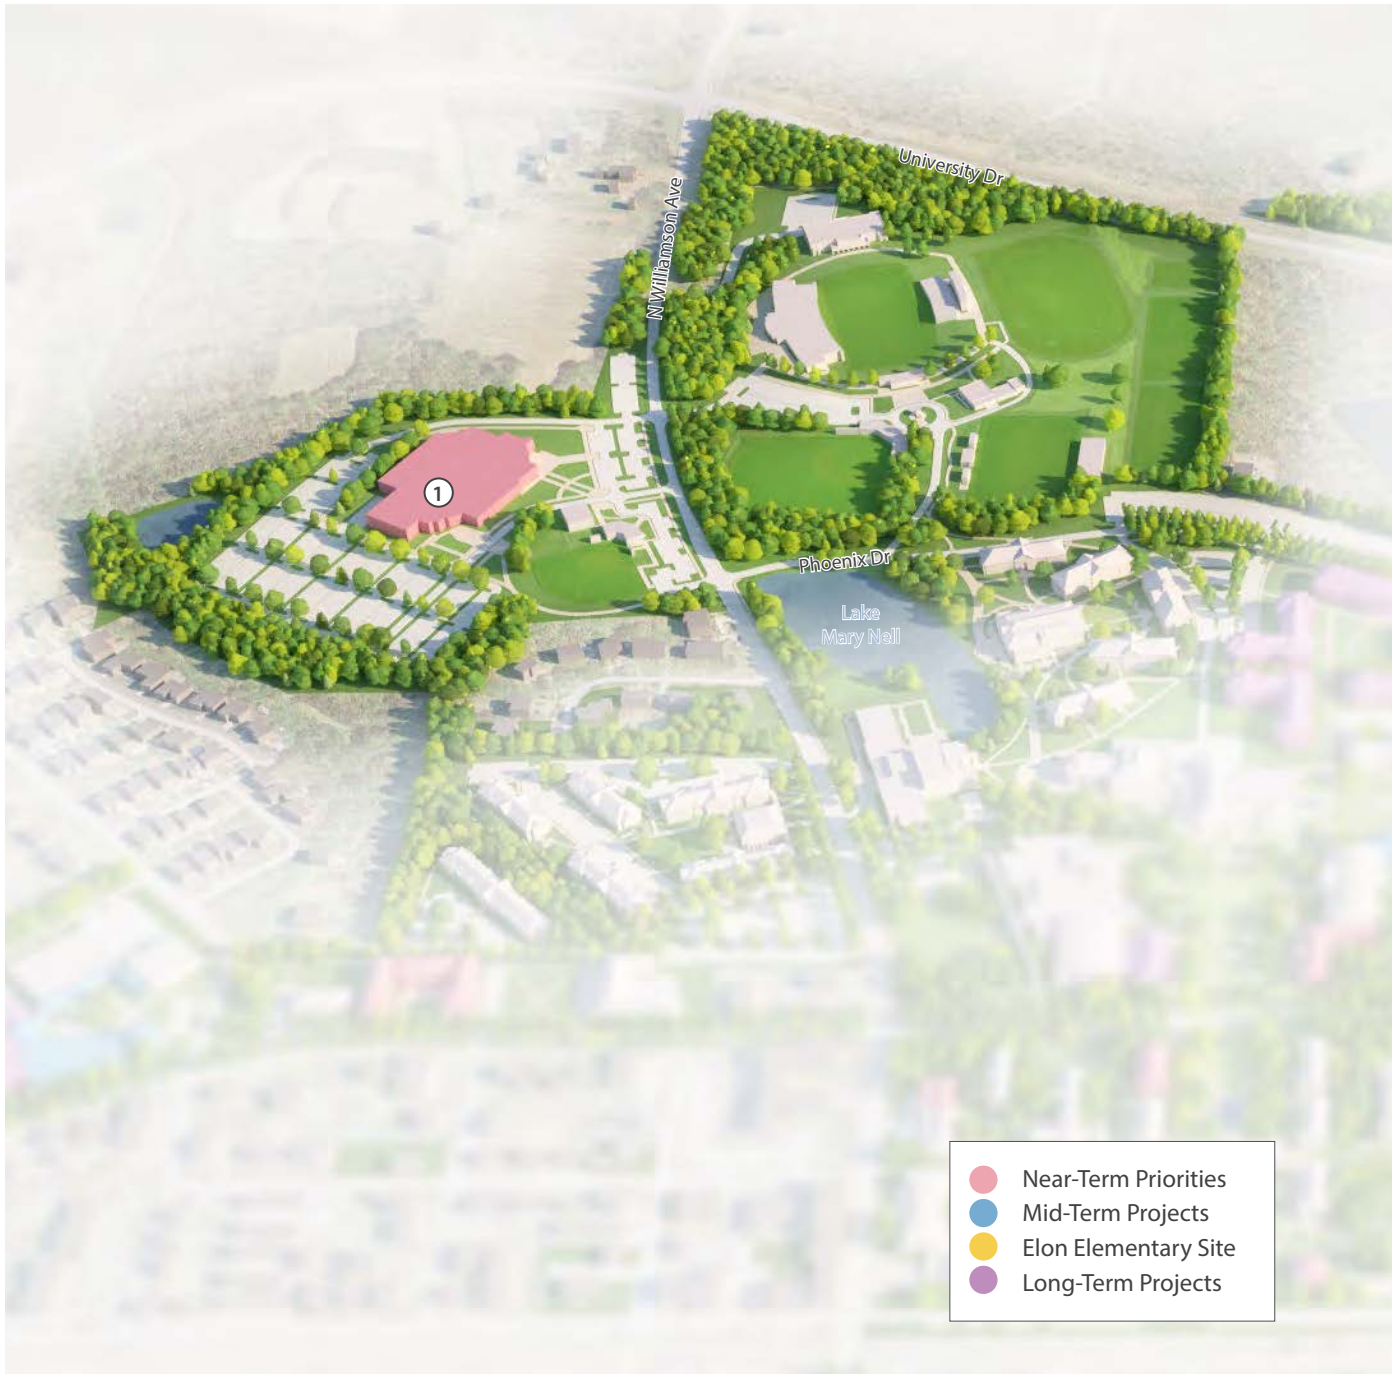 University Dr
N Williamson Ave
1
Phoenix Dr
Lake
Mary Nell
Near-Term Priorities
Mid-Term Projects
Elon Elementary Site
Long-Term Projects